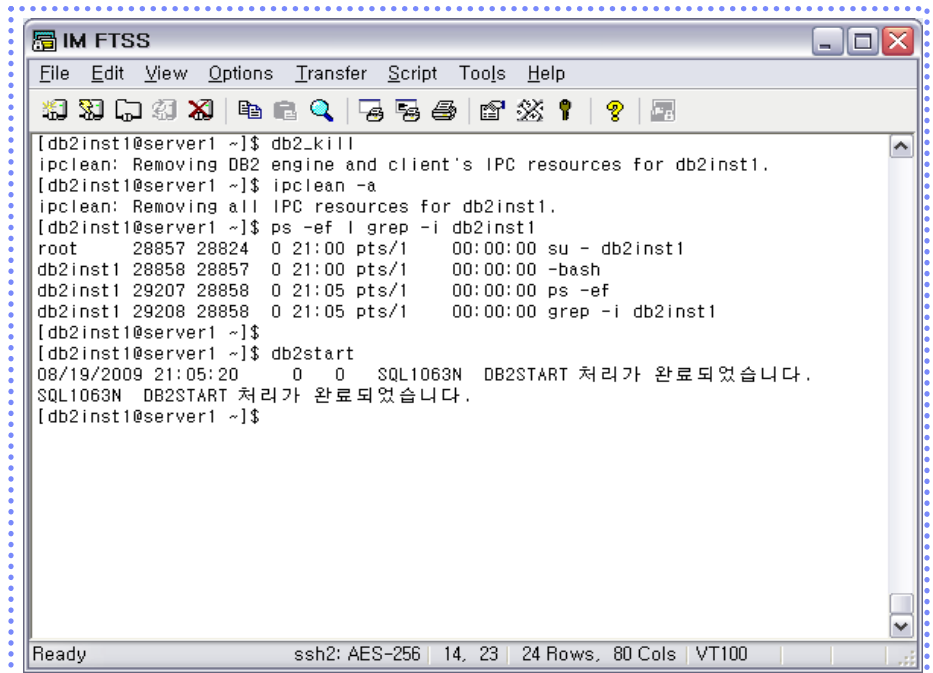 IM FTSS
File Edit View Options Transfer Script Tools Help
[db2inst1@server1 ~]$ db2_kill
ipclean: Removing DB2 engine and client's IPC resources for db2inst1.
[db2inst1@server1 ~]$ ipclean -a
ipclean: Removing all IPC resources for db2inst1.
[db2inst1@server1 ~]$ ps -ef | grep -i db2inst1
root     28857 28824  0 21:00 pts/1    00:00:00 su - db2inst1
db2inst1 28858 28857  0 21:00 pts/1    00:00:00 -bash
db2inst1 29207 28858  0 21:05 pts/1    00:00:00 ps -ef
db2inst1 29208 28858  0 21:05 pts/1    00:00:00 grep -i db2inst1
[db2inst1@server1 ~]$
[db2inst1@server1 ~]$ db2start
08/19/2009 21:05:20     0   0   SQL1063N  DB2START 처리가 완료되었습니다.
SQL1063N  DB2START 처리가 완료되었습니다.
[db2inst1@server1 ~]$
Ready ssh2: AES-256 14, 23 24 Rows, 80 Cols VT100